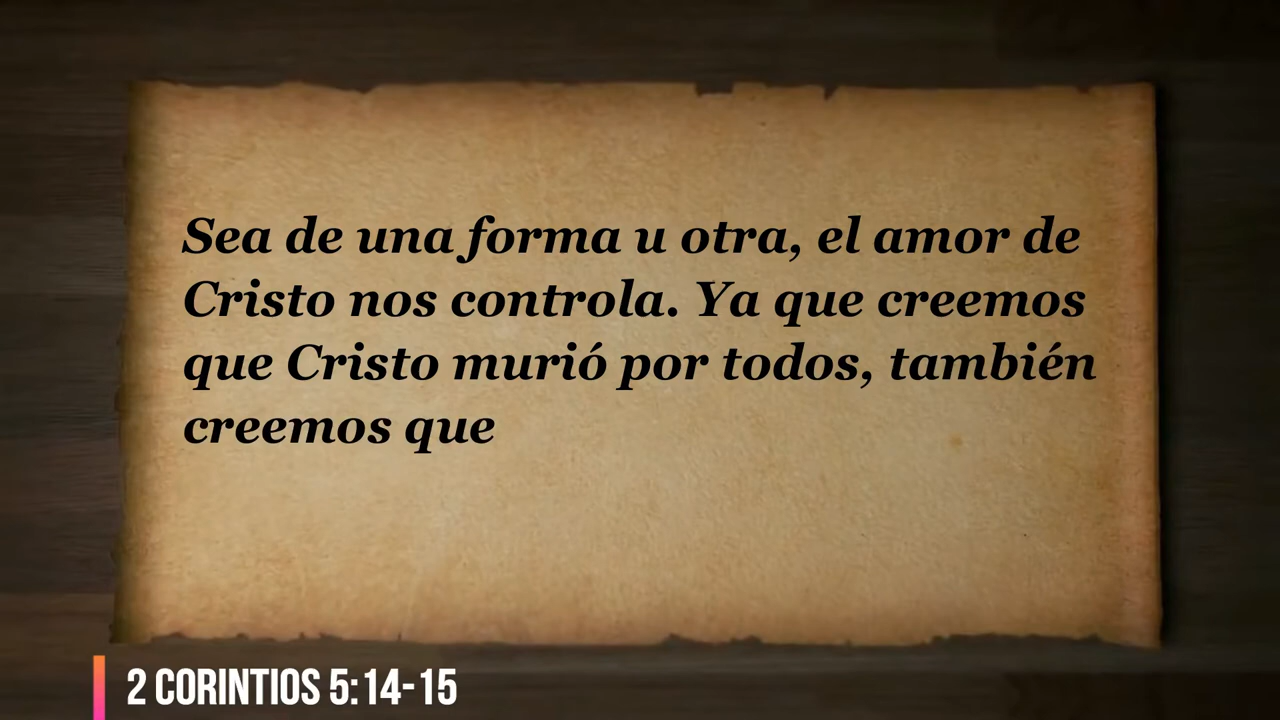 Sea de una forma u otra, el amor de
Cristo nos controla. Ya que creemos
que Cristo murió por todos, también
creemos que
2 CORINTIOS 5:14-15